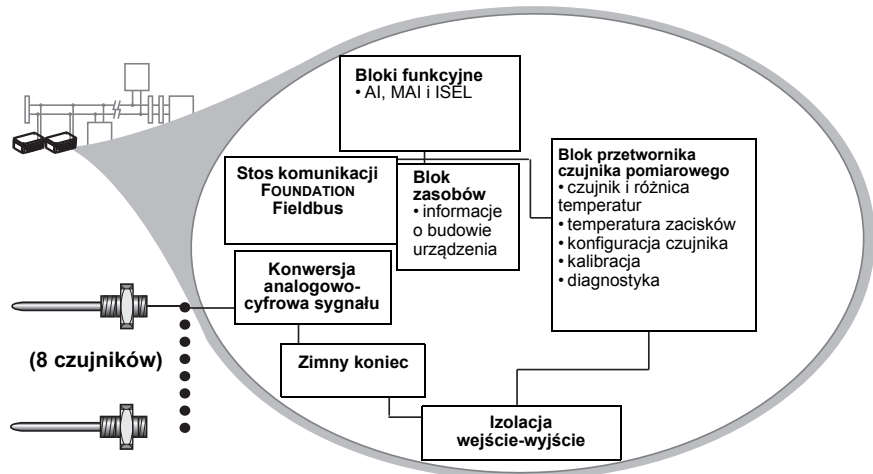 Bloki funkcyjne
• AI, MAI i ISEL
Stos komunikacji
FOUNDATION
Fieldbus
Blok
zasobów
• informacje
o budowie
urządzenia
Blok przetwornika
czujnika pomiarowego
• czujnik i różnica
temperatur
• temperatura zacisków
• konfiguracja czujnika
• kalibracja
• diagnostyka
Konwersja
analogowo-
cyfrowa sygnału
(8 czujników)
Zimny koniec
Izolacja
wejście-wyjście